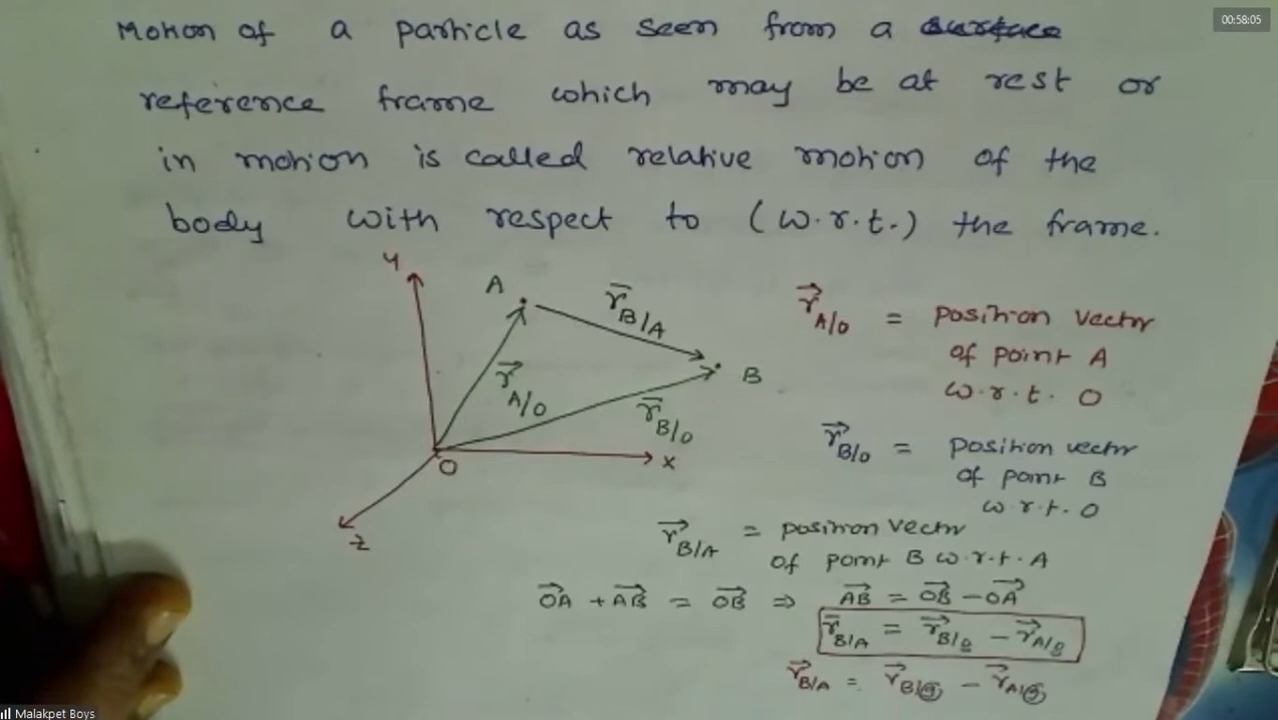 00:58:05
Motion of a particle as seen from a surface
reference frame which may be at rest or
in motion is called relative motion of the
body with respect to (w.r.t.) the frame.
y
A
r⃗ B/A
r⃗ A/O
B
r⃗ B/O
O
x
z
r⃗ A/O = position vector
of point A
w.r.t. O
r⃗ B/O = position vector
of point B
w.r.t. O
r⃗ B/A = position vector
of point B w.r.t. A
OA⃗ + AB⃗ = OB⃗ ⇒ AB⃗ = OB⃗ − OA⃗
r⃗ B/A = r⃗ B/O − r⃗ A/O
r⃗ B/A = r⃗ B/G − r⃗ A/G
Malakpet Boys